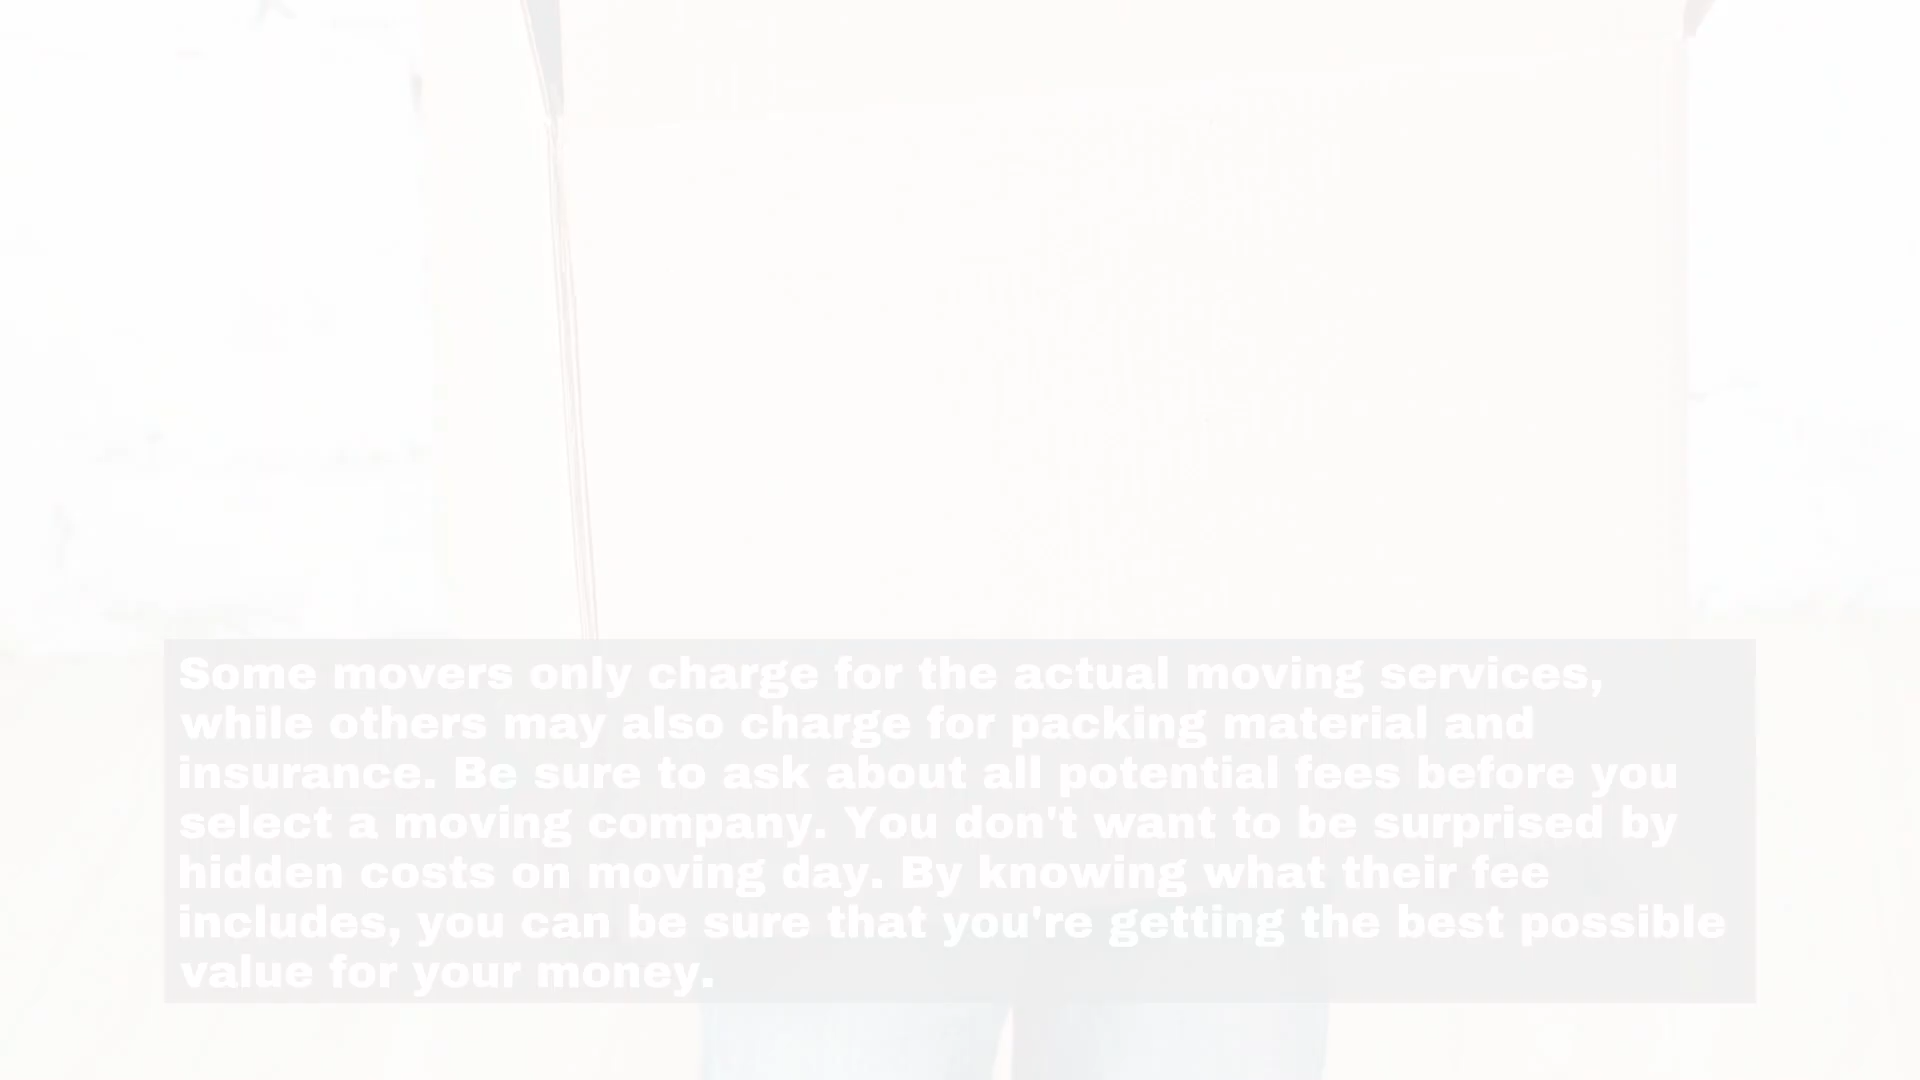 Some movers only charge for the actual moving services,
while others may also charge for packing material and
insurance. Be sure to ask about all potential fees before you
select a moving company. You don't want to be surprised by
hidden costs on moving day. By knowing what their fee
includes, you can be sure that you're getting the best possible
value for your money.